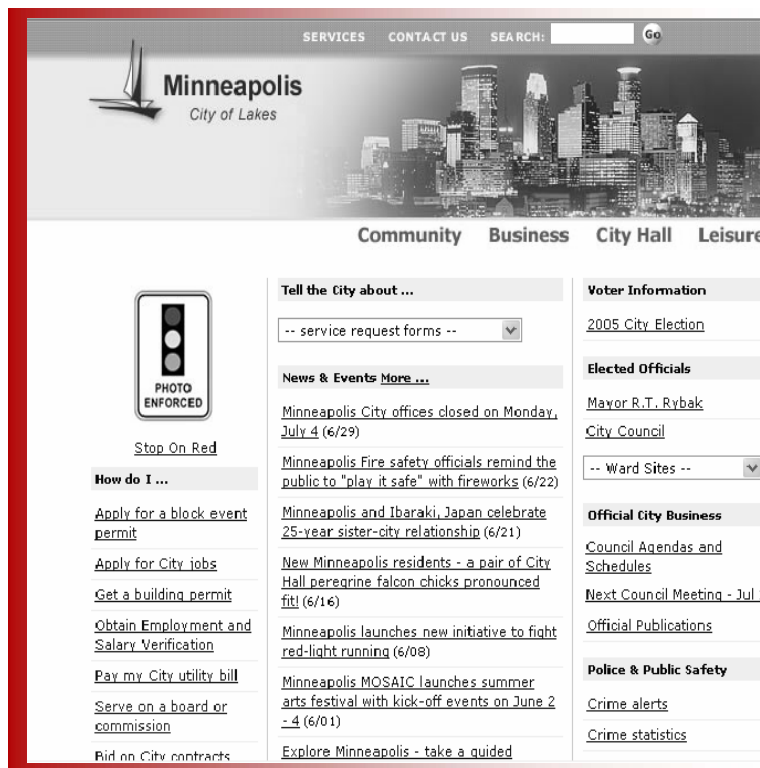 SERVICES CONTACT US SEARCH: Go
Minneapolis
City of Lakes
Community Business City Hall Leisure
PHOTO
ENFORCED
Stop On Red
How do I ...
Apply for a block event
permit
Apply for City jobs
Get a building permit
Obtain Employment and
Salary Verification
Pay my City utility bill
Serve on a board or
commission
Bid on City contracts
Tell the City about ...
-- service request forms --
News & Events More ...
Minneapolis City offices closed on Monday,
July 4 (6/29)
Minneapolis Fire safety officials remind the
public to "play it safe" with fireworks (6/22)
Minneapolis and Ibaraki, Japan celebrate
25-year sister-city relationship (6/21)
New Minneapolis residents - a pair of City
Hall peregrine falcon chicks pronounced
fit! (6/16)
Minneapolis launches new initiative to fight
red-light running (6/08)
Minneapolis MOSAIC launches summer
arts festival with kick-off events on June 2
- 4 (6/01)
Explore Minneapolis - take a guided
Voter Information
2005 City Election
Elected Officials
Mayor R.T. Rybak
City Council
-- Ward Sites --
Official City Business
Council Agendas and
Schedules
Next Council Meeting - Jul
Official Publications
Police & Public Safety
Crime alerts
Crime statistics